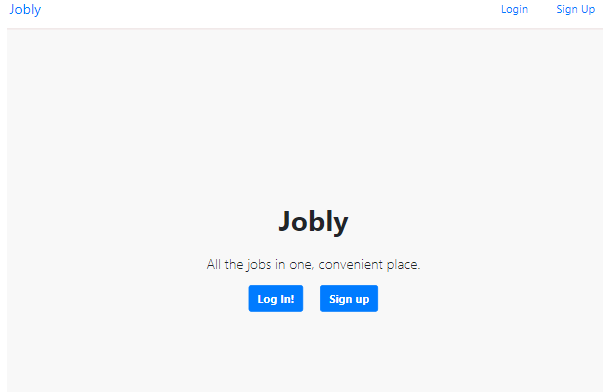 Jobly Login Sign Up
Jobly
All the jobs in one, convenient place.
Log In! Sign up